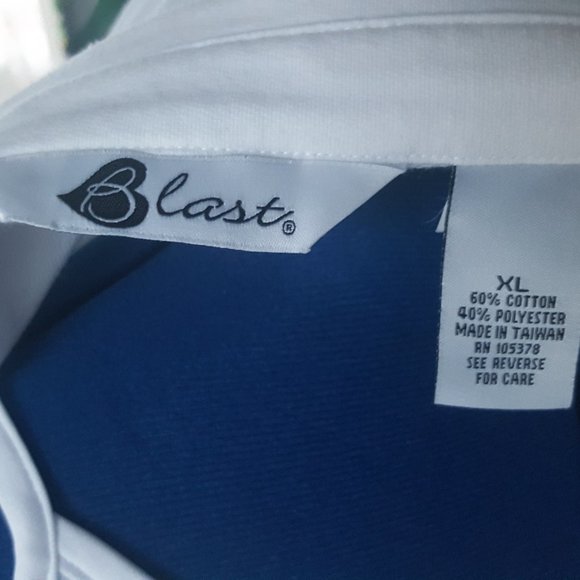 Blast®
XL
60% COTTON
40% POLYESTER
MADE IN TAIWAN
RN 105378
SEE REVERSE
FOR CARE